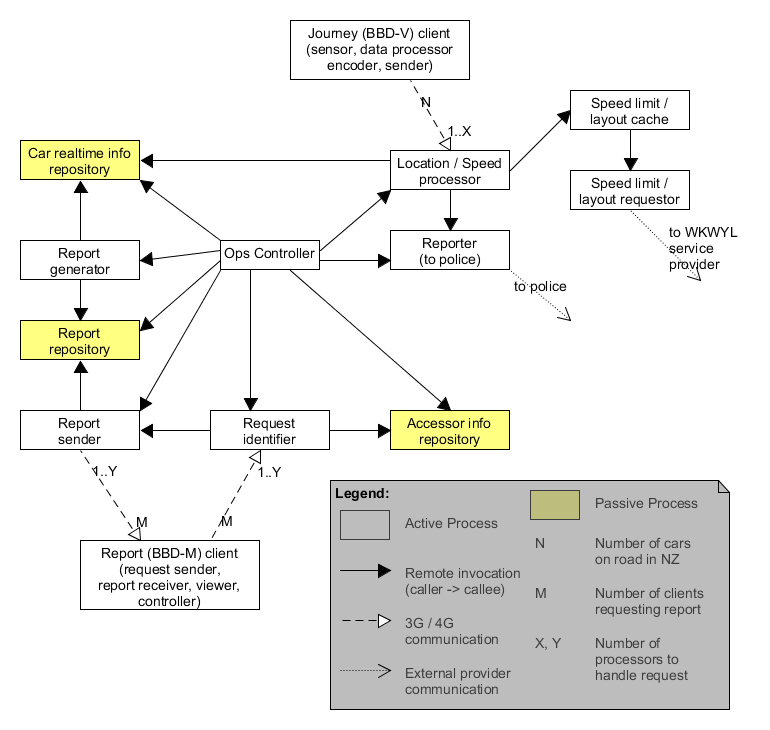 Journey (BBD-V) client
(sensor, data processor
encoder, sender)
N
1..X
Speed limit /
layout cache
Car realtime info
repository
Location / Speed
processor
Speed limit /
layout requestor
to WKWYL
service
provider
Report
generator
Ops Controller
Reporter
(to police)
to police
Report
repository
Report
sender
Request
identifier
Accessor info
repository
1..Y
M
1..Y
M
Report (BBD-M) client
(request sender,
report receiver, viewer,
controller)
Legend:
Active Process
Remote invocation
(caller -> callee)
3G / 4G
communication
External provider
communication
Passive Process
N
Number of cars
on road in NZ
M
Number of clients
requesting report
X, Y
Number of
processors to
handle request